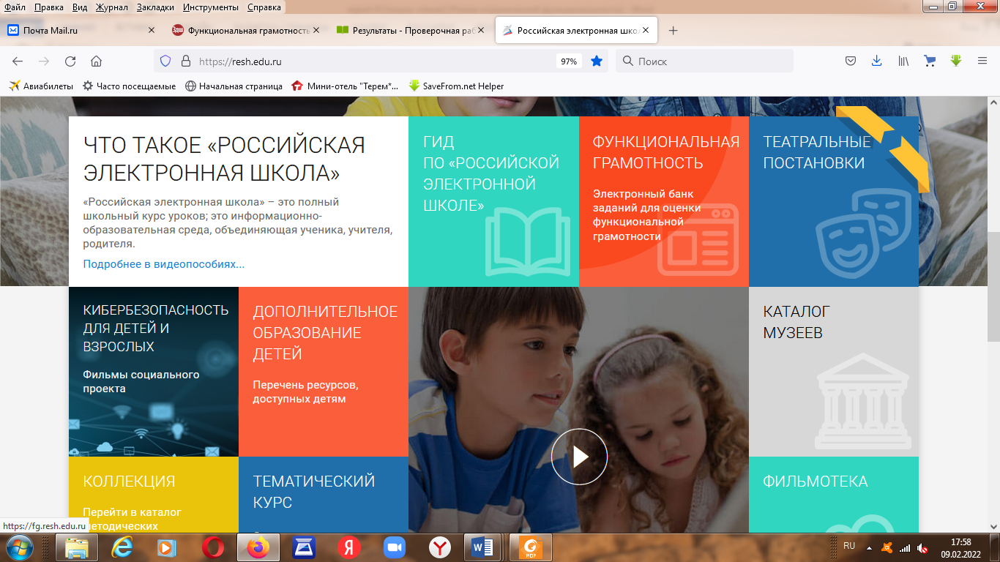 Файл Правка Вид Журнал Закладки Инструменты Справка
Почта Mail.ru
Функциональная грамотность
Результаты - Проверочная раб
Российская электронная шко
https://resh.edu.ru
97%
Поиск
Авиабилеты
Часто посещаемые
Начальная страница
Мини-отель "Терем*...
SaveFrom.net Helper
ЧТО ТАКОЕ «РОССИЙСКАЯ
ЭЛЕКТРОННАЯ ШКОЛА»
«Российская электронная школа» – это полный
школьный курс уроков; это информационно-
образовательная среда, объединяющая ученика, учителя,
родителя.
Подробнее в видеопособиях...
ГИД
ПО «РОССИЙСКОЙ
ЭЛЕКТРОННОЙ
ШКОЛЕ»
ФУНКЦИОНАЛЬНАЯ
ГРАМОТНОСТЬ
Электронный банк
заданий для оценки
функциональной
грамотности
ТЕАТРАЛЬНЫЕ
ПОСТАНОВКИ
КИБЕРБЕЗОПАСНОСТЬ
ДЛЯ ДЕТЕЙ И
ВЗРОСЛЫХ
Фильмы социального
проекта
ДОПОЛНИТЕЛЬНОЕ
ОБРАЗОВАНИЕ
ДЕТЕЙ
Перечень ресурсов,
доступных детям
КАТАЛОГ
МУЗЕЕВ
КОЛЛЕКЦИЯ
Перейти в каталог
методических
ТЕМАТИЧЕСКИЙ
КУРС
ФИЛЬМОТЕКА
https://fg.resh.edu.ru
PDF
RU
17:58
09.02.2022